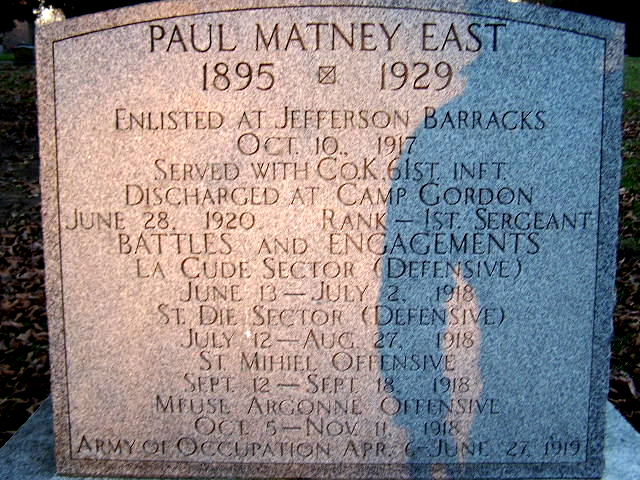 PAUL MATNEY EAST
1895 1929
ENLISTED AT JEFFERSON BARRACKS
OCT. 10., 1917
SERVED WITH CO.K. 61ST. INFT.
DISCHARGED AT CAMP GORDON
JUNE 28, 1920 RANK — 1ST. SERGEANT
BATTLES AND ENGAGEMENTS
LA CUDE SECTOR (DEFENSIVE)
JUNE 13 — JULY 2, 1918
ST. DIE SECTOR (DEFENSIVE)
JULY 12 — AUG. 27, 1918
ST. MIHIEL OFFENSIVE
SEPT. 12 — SEPT. 18, 1918
MEUSE ARGONNE OFFENSIVE
OCT. 5 — NOV. 11, 1918
ARMY OF OCCUPATION APR. 6 — JUNE 27, 1919